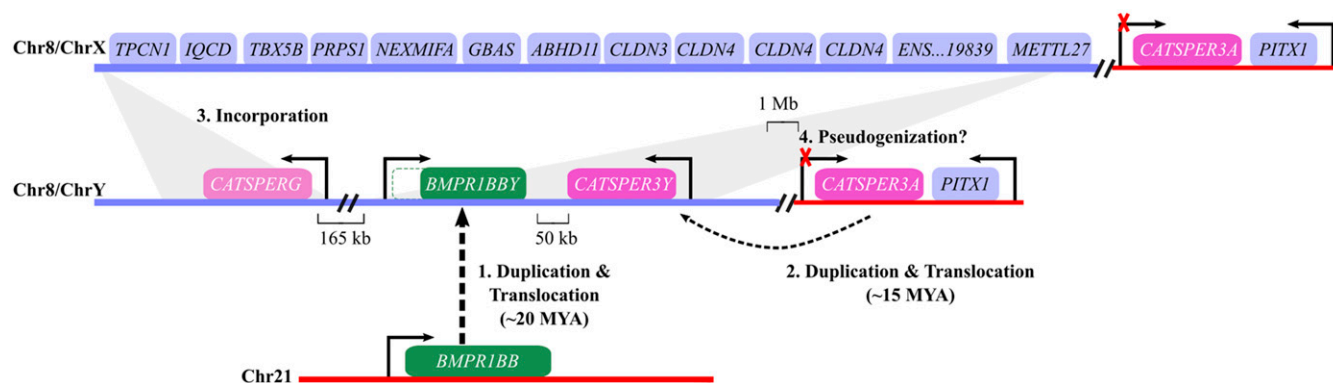 Chr8/ChrX TPCN1 IQCD TBX5B PRPS1 NEXMIFA GBAS ABHD11 CLDN3 CLDN4 CLDN4 CLDN4 ENS...19839 METTL27 CATSPER3A PITX1
3. Incorporation
1 Mb
4. Pseudogenization?
Chr8/ChrY CATSPERG BMPR1BBY CATSPER3Y CATSPER3A PITX1
165 kb
50 kb
1. Duplication &
Translocation
(~20 MYA)
2. Duplication & Translocation
(~15 MYA)
Chr21 BMPR1BB